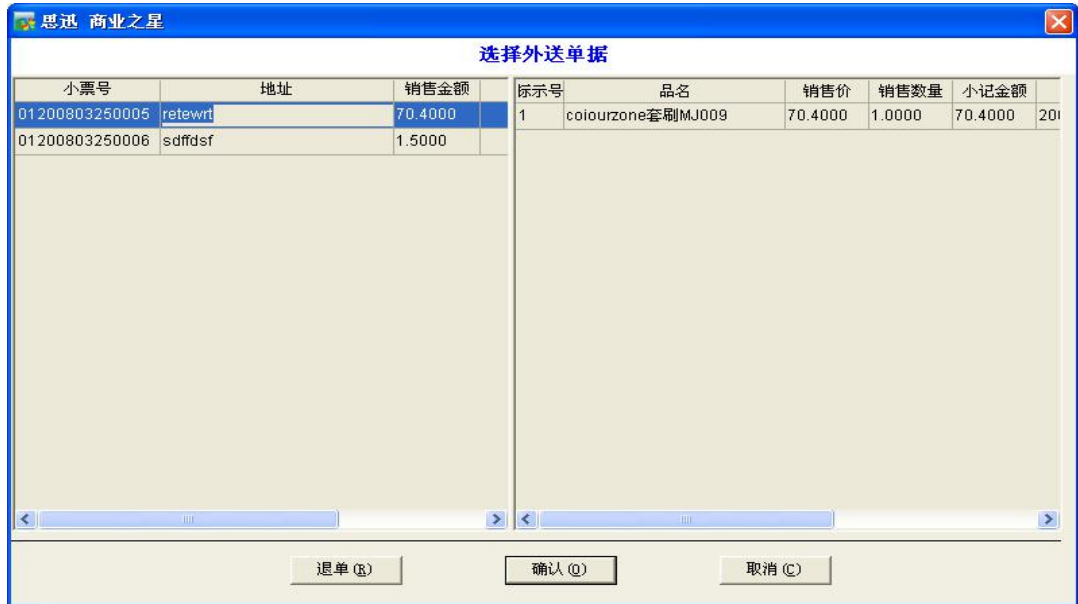 思迅 商业之星
选择外送单据
小票号 地址 销售金额
01200803250005 retewrt 70.4000
01200803250006 sdffdsf 1.5000
标示号 品名 销售价 销售数量 小记金额
1 coiourzone套刷MJ009 70.4000 1.0000 70.4000 200
退单(R) 确认(O) 取消(C)